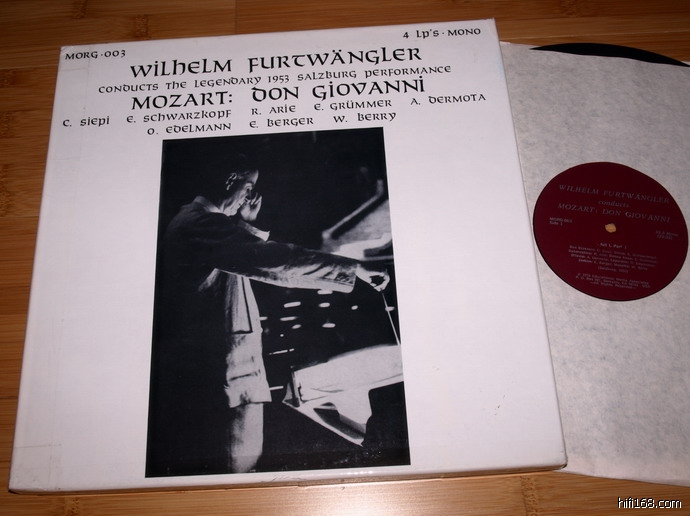 MORG·003
4 LP'S · MONO
WILHELM FURTWÄNGLER
CONDUCTS THE LEGENDARY 1953 SALZBURG PERFORMANCE
MOZART: DON GIOVANNI
C. SIEPI E. SCHWARZKOPF R. ARIE E. GRÜMMER A. DERMOTA
O. EDELMANN E. BERGER W. BERRY
WILHELM FURTWÄNGLER
conducts
MOZART: DON GIOVANNI
hifi168.com